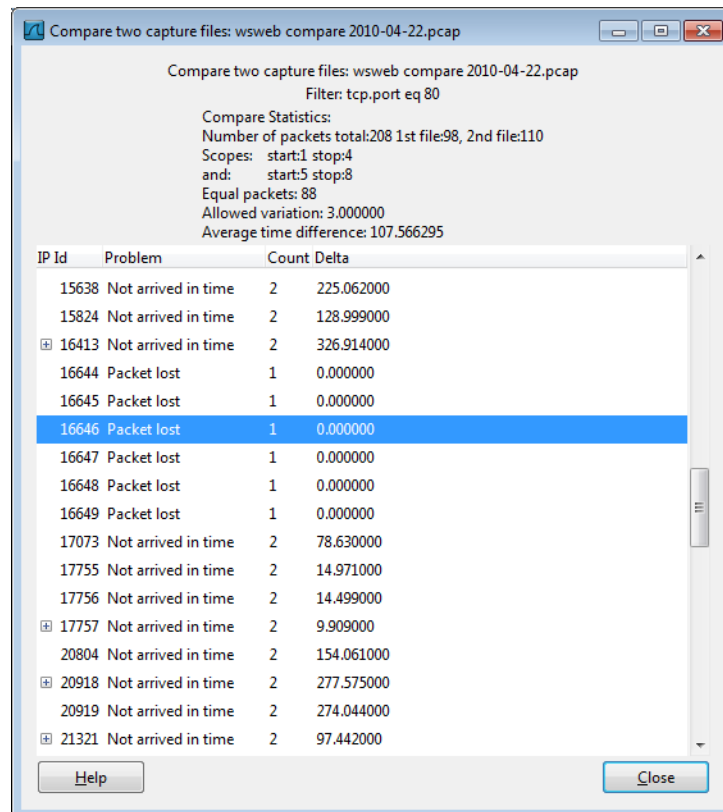 Compare two capture files: wsweb compare 2010-04-22.pcap
Compare two capture files: wsweb compare 2010-04-22.pcap
Filter: tcp.port eq 80
Compare Statistics:
Number of packets total:208 1st file:98, 2nd file:110
Scopes: start:1 stop:4
and: start:5 stop:8
Equal packets: 88
Allowed variation: 3.000000
Average time difference: 107.566295
IP Id Problem Count Delta
15638 Not arrived in time 2 225.062000
15824 Not arrived in time 2 128.999000
16413 Not arrived in time 2 326.914000
16644 Packet lost 1 0.000000
16645 Packet lost 1 0.000000
16646 Packet lost 1 0.000000
16647 Packet lost 1 0.000000
16648 Packet lost 1 0.000000
16649 Packet lost 1 0.000000
17073 Not arrived in time 2 78.630000
17755 Not arrived in time 2 14.971000
17756 Not arrived in time 2 14.499000
17757 Not arrived in time 2 9.909000
20804 Not arrived in time 2 154.061000
20918 Not arrived in time 2 277.575000
20919 Not arrived in time 2 274.044000
21321 Not arrived in time 2 97.442000
Help Close